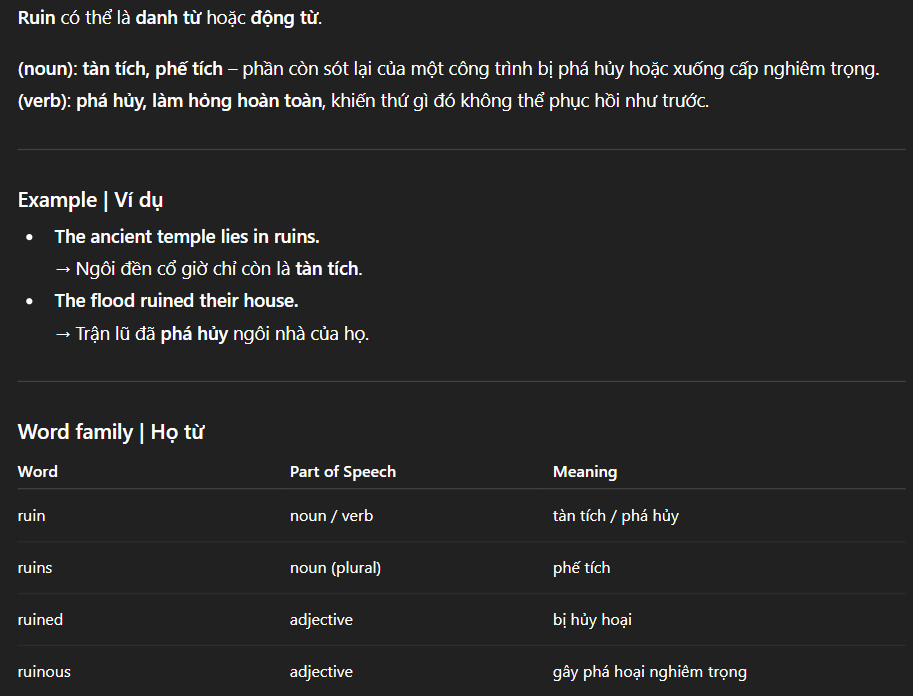 Ruin có thể là danh từ hoặc động từ.
(noun): tàn tích, phế tích – phần còn sót lại của một công trình bị phá hủy hoặc xuống cấp nghiêm trọng.
(verb): phá hủy, làm hỏng hoàn toàn, khiến thứ gì đó không thể phục hồi như trước.
Example | Ví dụ
• The ancient temple lies in ruins.
→ Ngôi đền cổ giờ chỉ còn là tàn tích.
• The flood ruined their house.
→ Trận lũ đã phá hủy ngôi nhà của họ.
Word family | Họ từ
Word Part of Speech Meaning
ruin noun / verb tàn tích / phá hủy
ruins noun (plural) phế tích
ruined adjective bị hủy hoại
ruinous adjective gây phá hoại nghiêm trọng